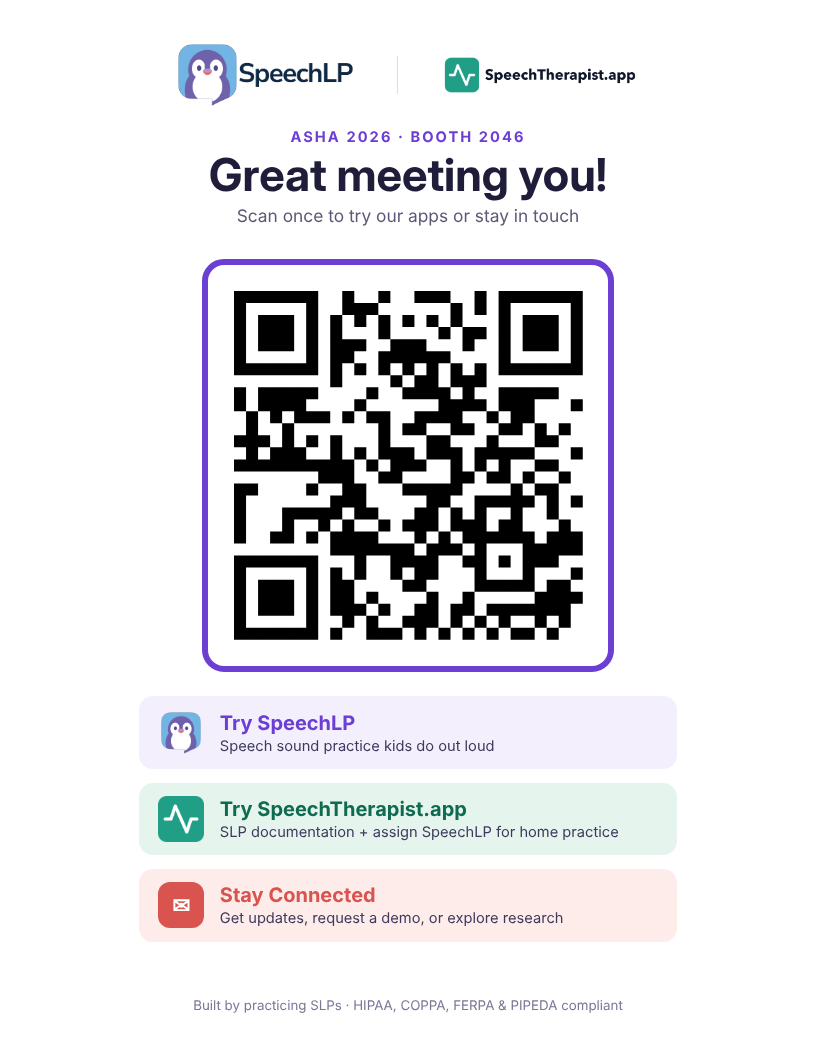 SpeechLP
SpeechTherapist.app
ASHA 2026 · BOOTH 2046
Great meeting you!
Scan once to try our apps or stay in touch
Try SpeechLP
Speech sound practice kids do out loud
Try SpeechTherapist.app
SLP documentation + assign SpeechLP for home practice
Stay Connected
Get updates, request a demo, or explore research
Built by practicing SLPs · HIPAA, COPPA, FERPA & PIPEDA compliant